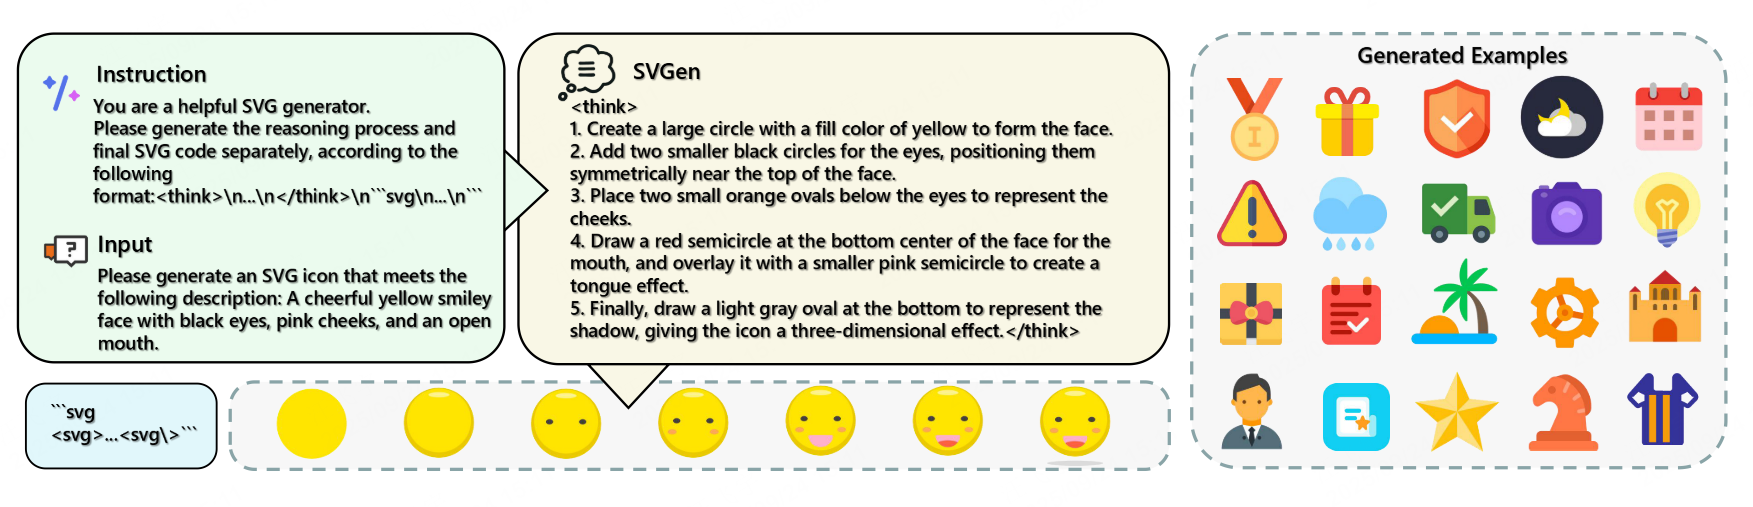 Instruction
You are a helpful SVG generator.
Please generate the reasoning process and
final SVG code separately, according to the
following
format:<think>\n...\n</think>\n```svg\n...\n```
Input
Please generate an SVG icon that meets the
following description: A cheerful yellow smiley
face with black eyes, pink cheeks, and an open
mouth.
SVGen
<think>
1. Create a large circle with a fill color of yellow to form the face.
2. Add two smaller black circles for the eyes, positioning them
symmetrically near the top of the face.
3. Place two small orange ovals below the eyes to represent the
cheeks.
4. Draw a red semicircle at the bottom center of the face for the
mouth, and overlay it with a smaller pink semicircle to create a
tongue effect.
5. Finally, draw a light gray oval at the bottom to represent the
shadow, giving the icon a three-dimensional effect.</think>
```svg
<svg>...<svg\>```
Generated Examples
I